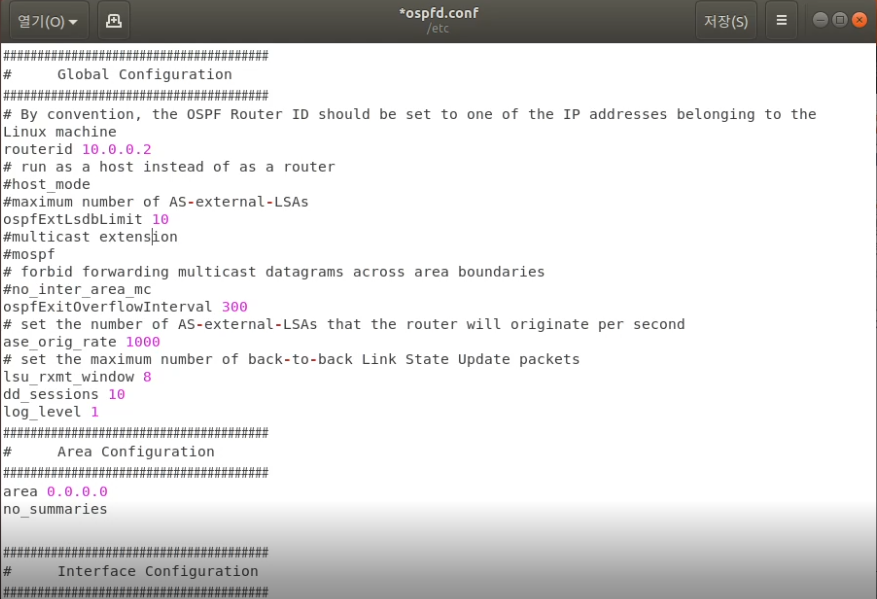 열기(O)
*ospfd.conf
/etc
저장(S)
######################################
# Global Configuration
######################################
# By convention, the OSPF Router ID should be set to one of the IP addresses belonging to the
Linux machine
routerid 10.0.0.2
# run as a host instead of as a router
#host_mode
#maximum number of AS-external-LSAs
ospfExtLsdbLimit 10
#multicast extension
#mospf
# forbid forwarding multicast datagrams across area boundaries
#no_inter_area_mc
ospfExitOverflowInterval 300
# set the number of AS-external-LSAs that the router will originate per second
ase_orig_rate 1000
# set the maximum number of back-to-back Link State Update packets
lsu_rxmt_window 8
dd_sessions 10
log_level 1
######################################
# Area Configuration
######################################
area 0.0.0.0
no_summaries
######################################
# Interface Configuration
######################################